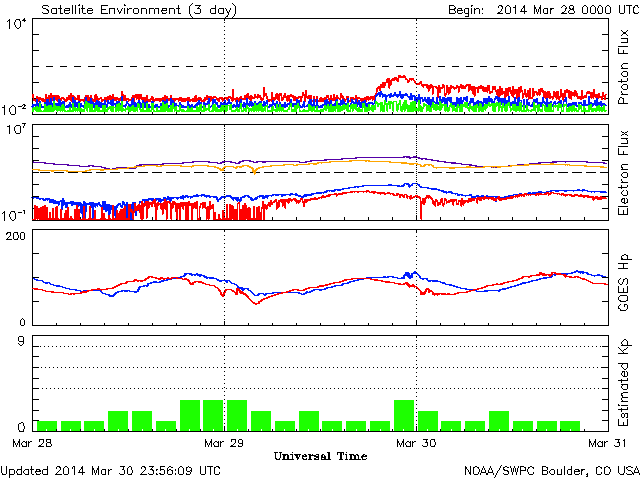 Satellite Environment (3 day) Begin: 2014 Mar 28 0000 UTC
10^4
Proton Flux
10^-2
10^7
Electron Flux
10^-1
200
GOES Hp
0
9
Estimated Kp
0
Mar 28 Mar 29 Mar 30 Mar 31
Universal Time
Updated 2014 Mar 30 23:56:09 UTC NOAA/SWPC Boulder, CO USA